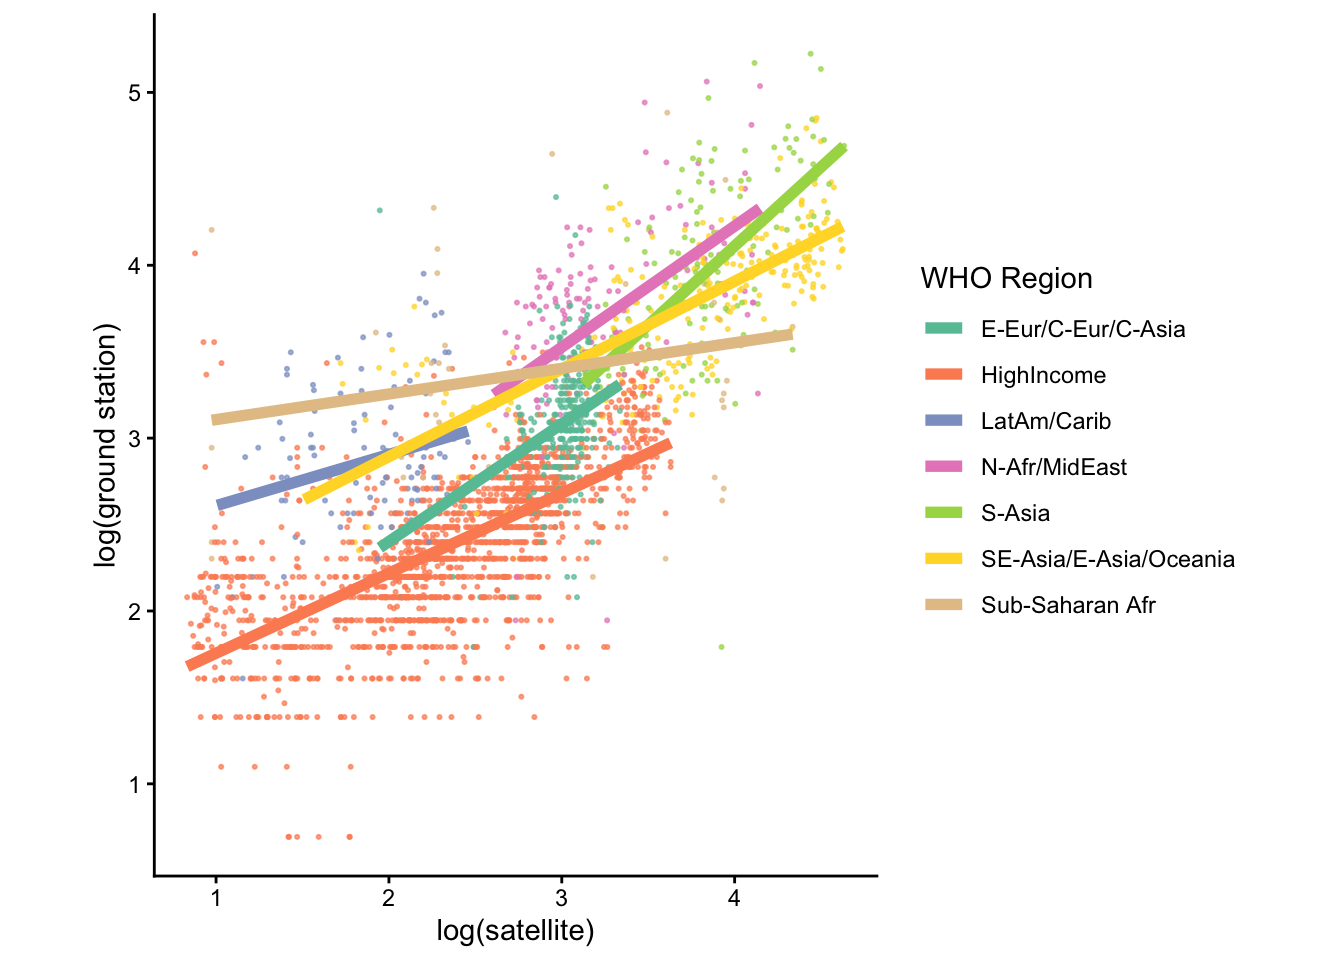 5
4
3
2
1
log(ground station)
1 2 3 4
log(satellite)
WHO Region
E-Eur/C-Eur/C-Asia
HighIncome
LatAm/Carib
N-Afr/MidEast
S-Asia
SE-Asia/E-Asia/Oceania
Sub-Saharan Afr